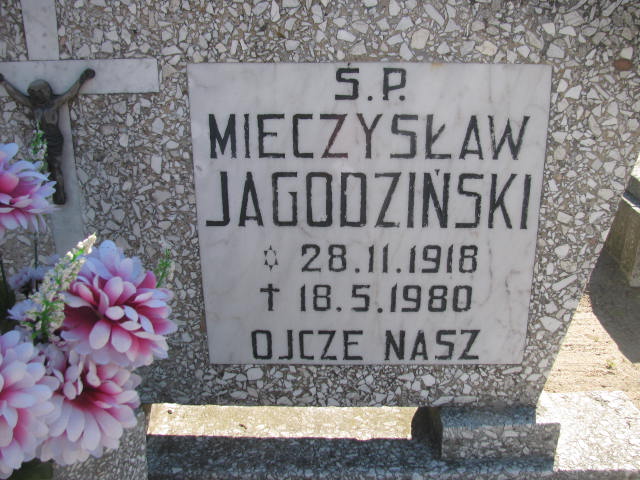 Ś.P.
MIECZYSŁAW
JAGODZIŃSKI
✡ 28.11.1918
✝ 18.5.1980
OJCZE NASZ